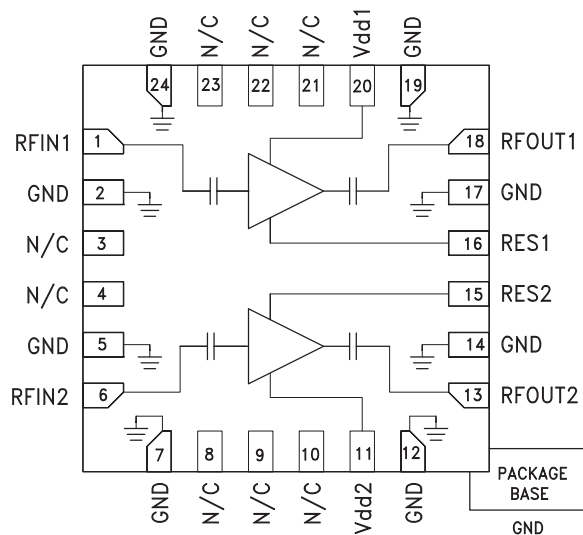 GND N/C N/C N/C Vdd1 GND
24 23 22 21 20 19
RFIN1 1 18 RFOUT1
GND 2 17 GND
N/C 3 16 RES1
N/C 4 15 RES2
GND 5 14 GND
RFIN2 6 13 RFOUT2
7 8 9 10 11 12
GND N/C N/C N/C Vdd2 GND
PACKAGE
BASE
GND